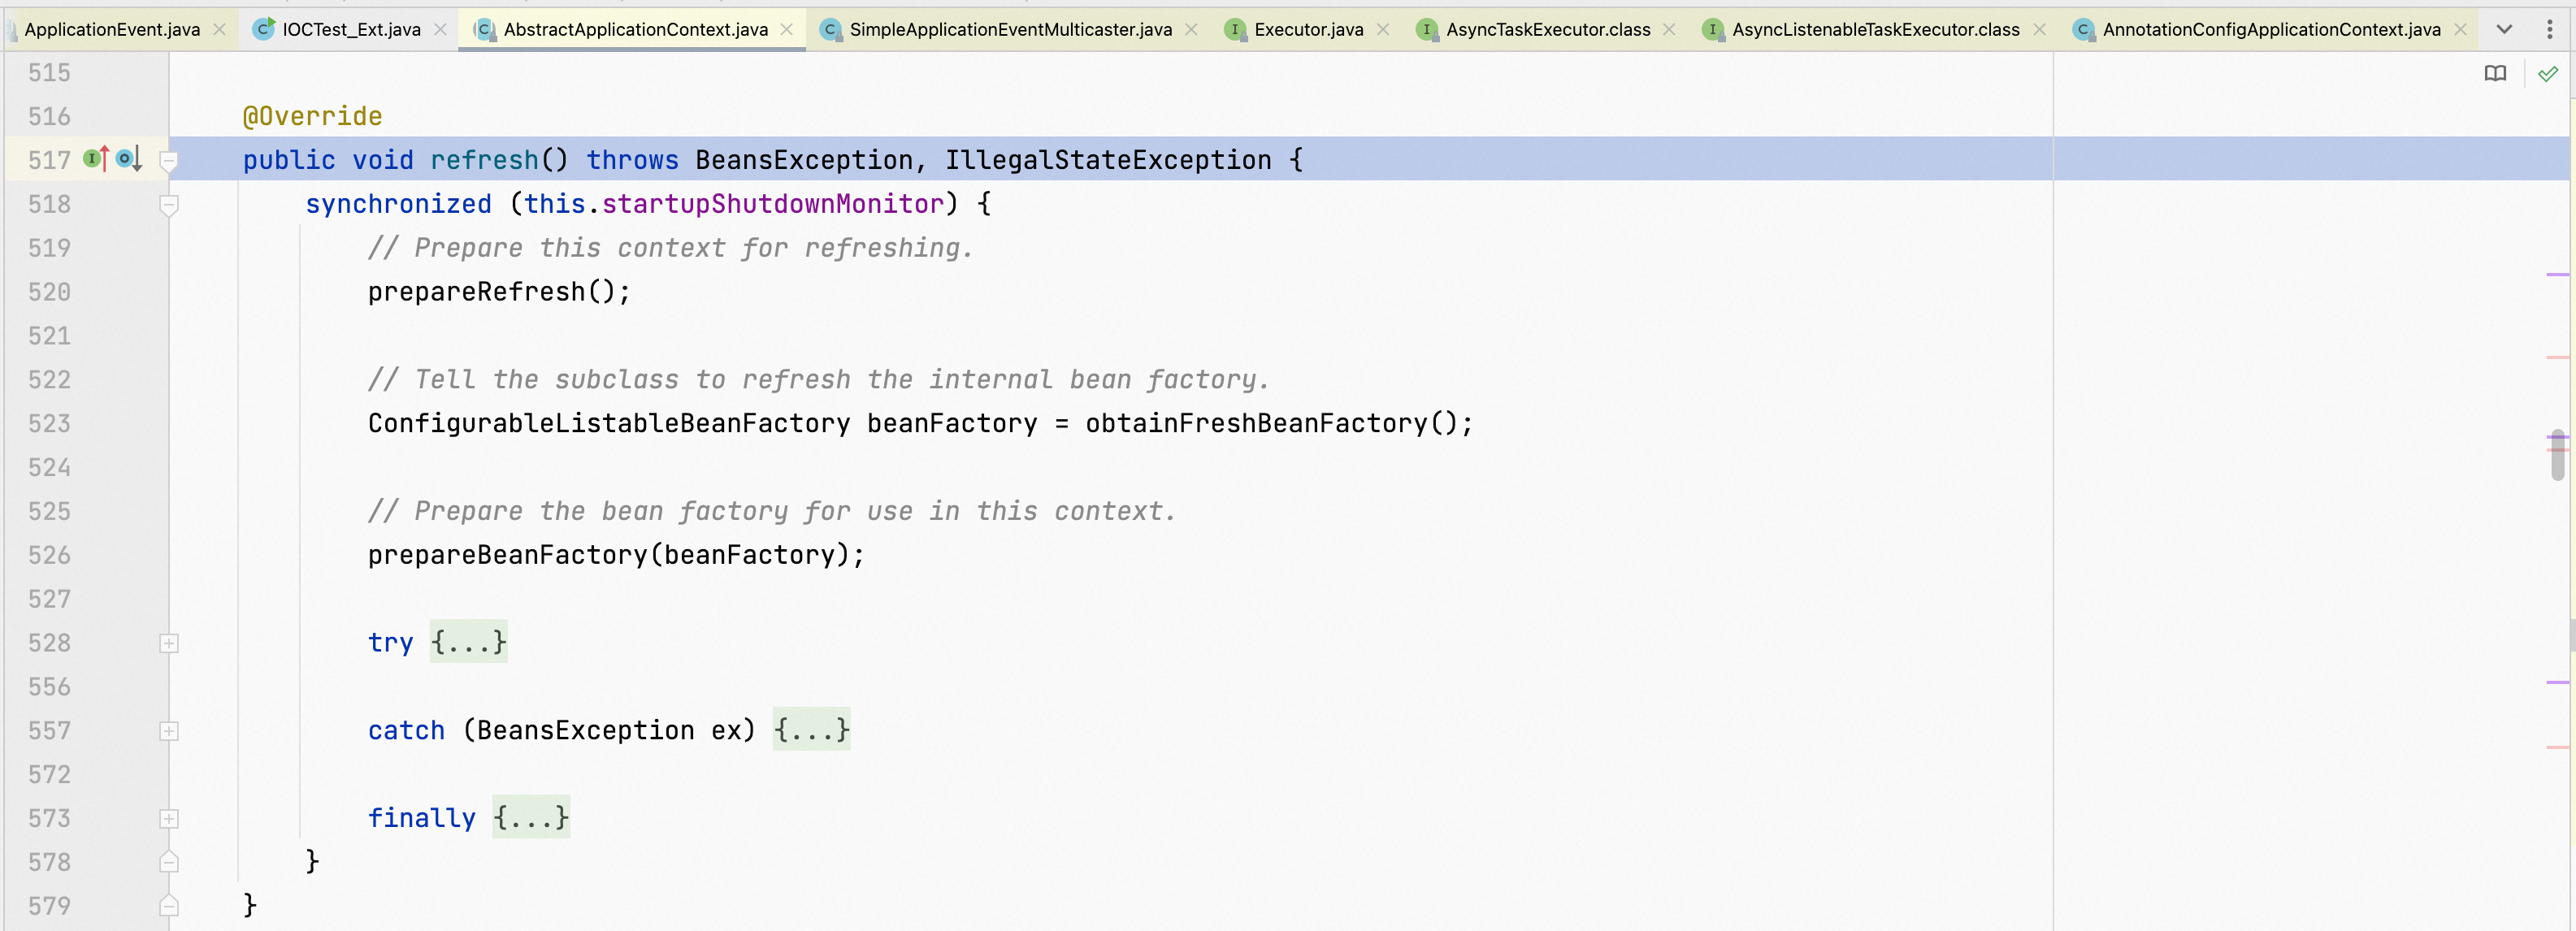 ApplicationEvent.java IOCTest_Ext.java AbstractApplicationContext.java SimpleApplicationEventMulticaster.java Executor.java AsyncTaskExecutor.class AsyncListenableTaskExecutor.class AnnotationConfigApplicationContext.java
515
516 @Override
517 public void refresh() throws BeansException, IllegalStateException {
518 synchronized (this.startupShutdownMonitor) {
519 // Prepare this context for refreshing.
520 prepareRefresh();
521
522 // Tell the subclass to refresh the internal bean factory.
523 ConfigurableListableBeanFactory beanFactory = obtainFreshBeanFactory();
524
525 // Prepare the bean factory for use in this context.
526 prepareBeanFactory(beanFactory);
527
528 try {...}
556
557 catch (BeansException ex) {...}
572
573 finally {...}
578 }
579 }